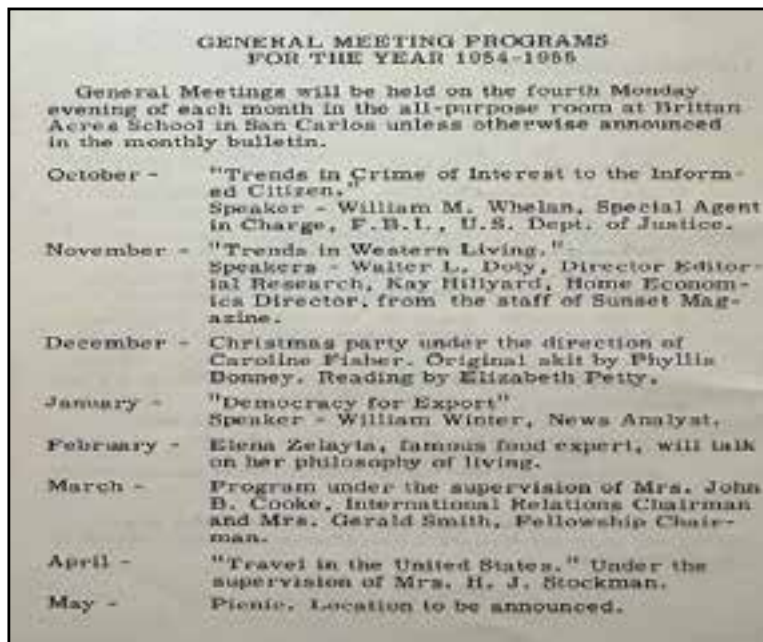 GENERAL MEETING PROGRAMS
FOR THE YEAR 1954-1955
General Meetings will be held on the fourth Monday
evening of each month in the all-purpose room at Brittan
Acres School in San Carlos unless otherwise announced
in the monthly bulletin.
October - "Trends in Crime of Interest to the Inform-
ed Citizen."
Speaker - William M. Whelan, Special Agent
in Charge, F.B.I., U.S. Dept. of Justice.
November - "Trends in Western Living."
Speakers - Walter L. Doty, Director Editor-
ial Research, Kay Hillyard, Home Econom-
ics Director, from the staff of Sunset Mag-
azine.
December - Christmas party under the direction of
Caroline Fisher. Original skit by Phyllis
Donney. Reading by Elizabeth Petty.
January - "Democracy for Export"
Speaker - William Winter, News Analyst.
February - Elena Zelayta, famous food expert, will talk
on her philosophy of living.
March - Program under the supervision of Mrs. John
B. Cooke, International Relations Chairman
and Mrs. Gerald Smith, Fellowship Chair-
man.
April - "Travel in the United States." Under the
supervision of Mrs. H. J. Stockman.
May - Picnic. Location to be announced.